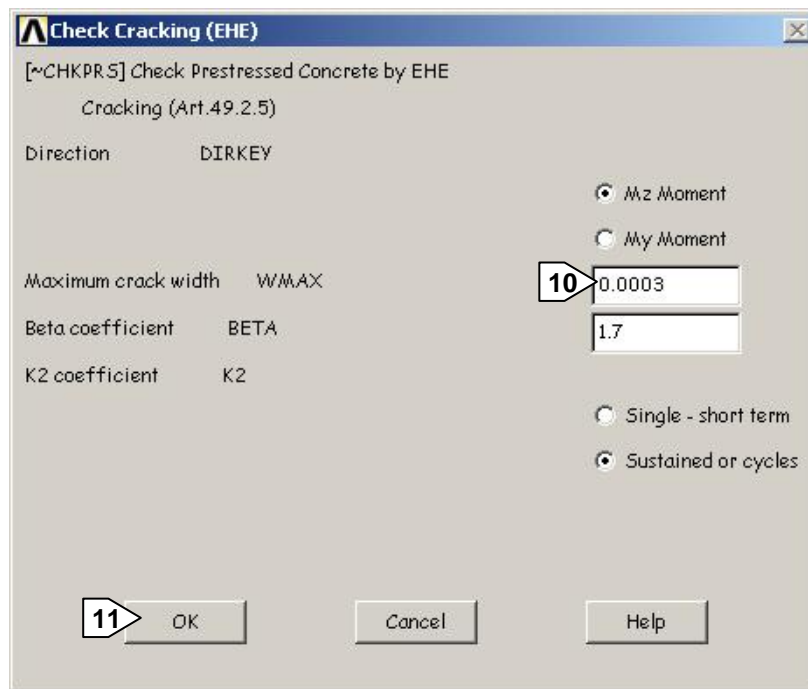 Check Cracking (EHE)
[~CHKPRS] Check Prestressed Concrete by EHE
Cracking (Art.49.2.5)
Direction DIRKEY
Mz Moment
My Moment
Maximum crack width WMAX 10 0.0003
Beta coefficient BETA 1.7
K2 coefficient K2
Single - short term
Sustained or cycles
11 OK Cancel Help